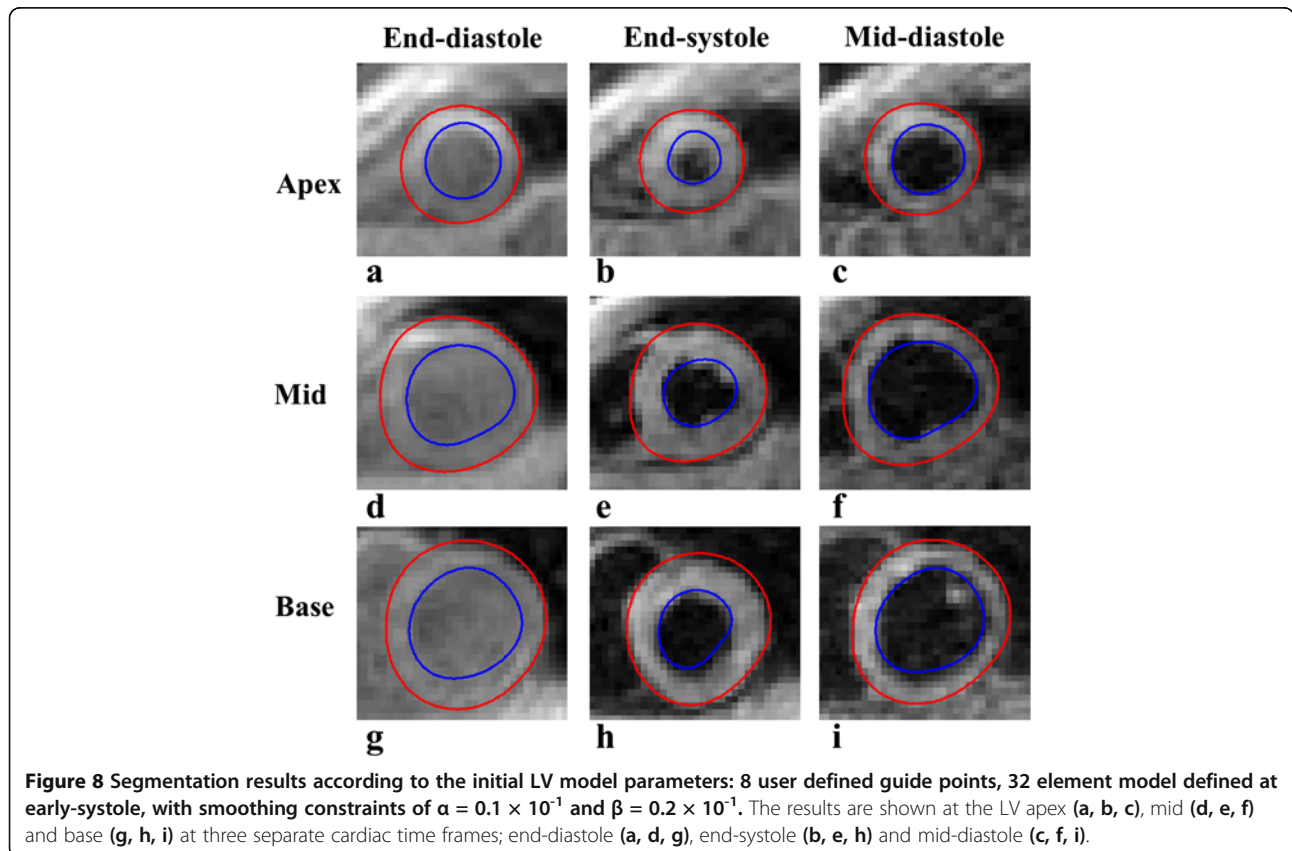 End-diastole End-systole Mid-diastole
Apex
a b c
Mid
d e f
Base
g h i
Figure 8 Segmentation results according to the initial LV model parameters: 8 user defined guide points, 32 element model defined at
early-systole, with smoothing constraints of α = 0.1 × 10⁻¹ and β = 0.2 × 10⁻¹. The results are shown at the LV apex (a, b, c), mid (d, e, f)
and base (g, h, i) at three separate cardiac time frames; end-diastole (a, d, g), end-systole (b, e, h) and mid-diastole (c, f, i).